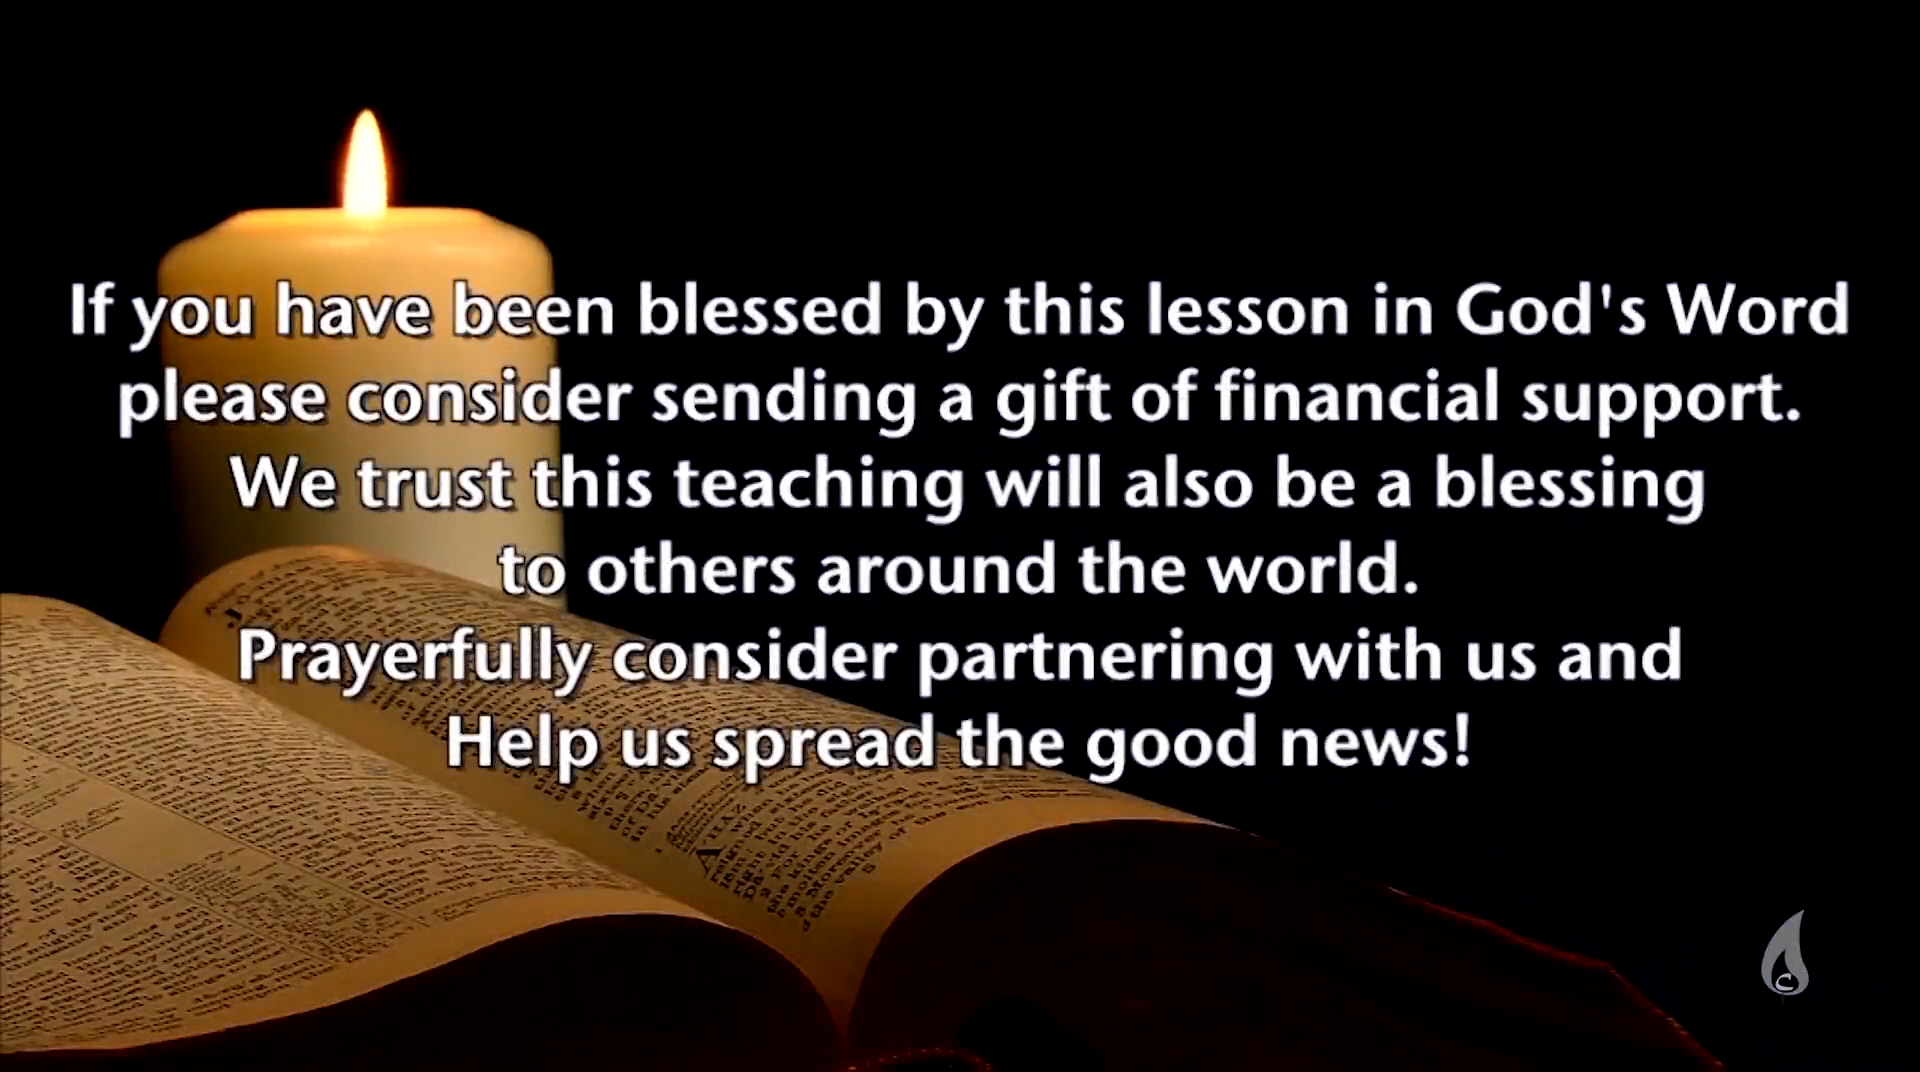 If you have been blessed by this lesson in God's Word
please consider sending a gift of financial support.
We trust this teaching will also be a blessing
to others around the world.
Prayerfully consider partnering with us and
Help us spread the good news!